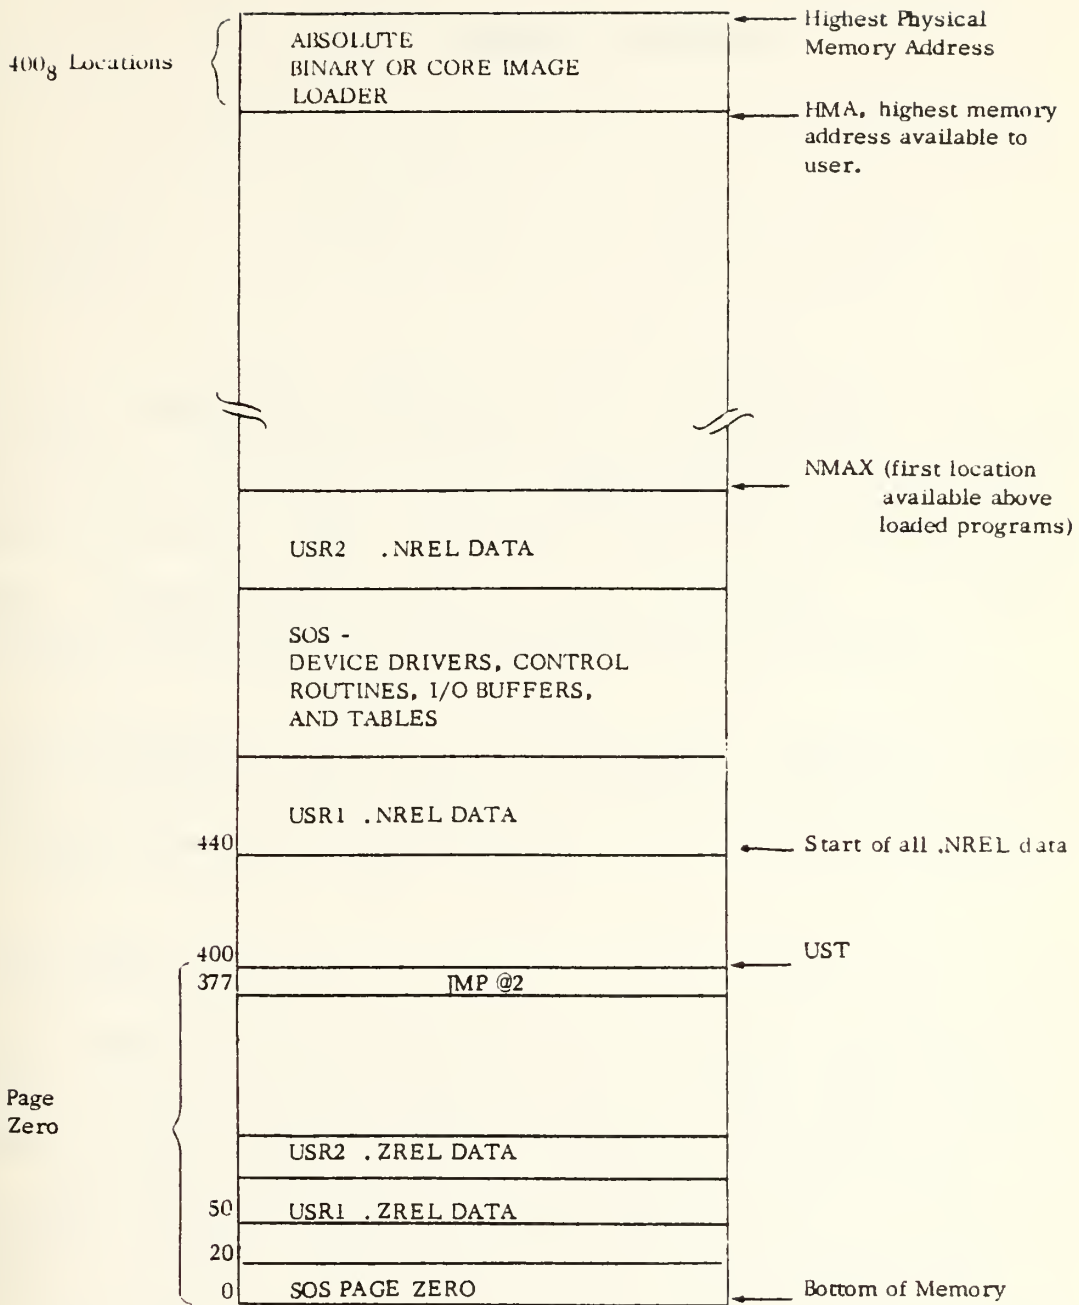 Highest Physical
Memory Address
400₈ Locations
ABSOLUTE
BINARY OR CORE IMAGE
LOADER
HMA, highest memory
address available to
user.
NMAX (first location
available above
loaded programs)
USR2 .NREL DATA
SOS -
DEVICE DRIVERS, CONTROL
ROUTINES, I/O BUFFERS,
AND TABLES
USR1 .NREL DATA
440
Start of all .NREL data
400
UST
377
JMP @2
Page
Zero
USR2 .ZREL DATA
50
USR1 .ZREL DATA
20
0
SOS PAGE ZERO
Bottom of Memory